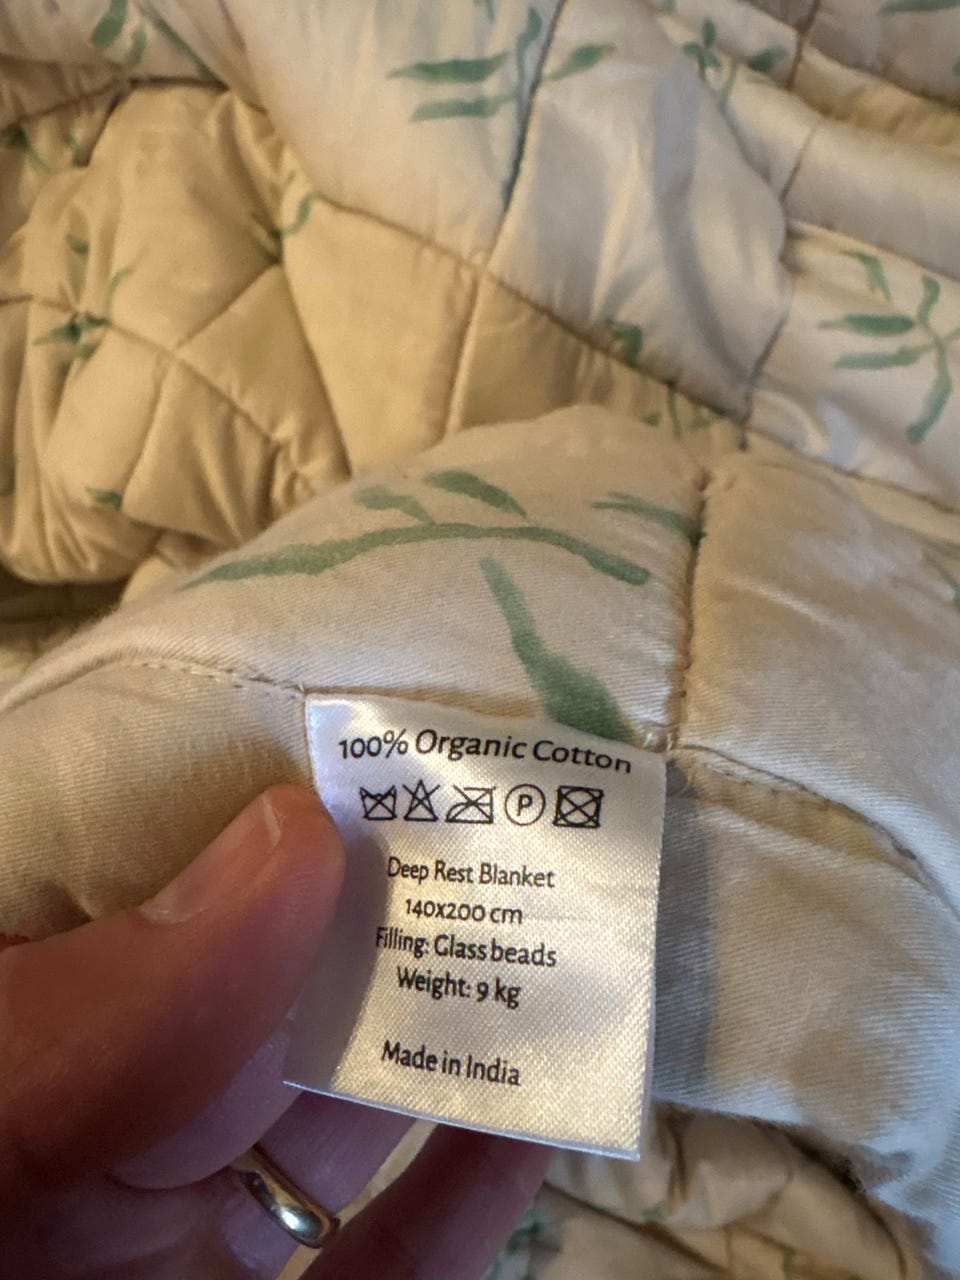 100% Organic Cotton
P
Deep Rest Blanket
140x200 cm
Filling: Glass beads
Weight: 9 kg
Made in India